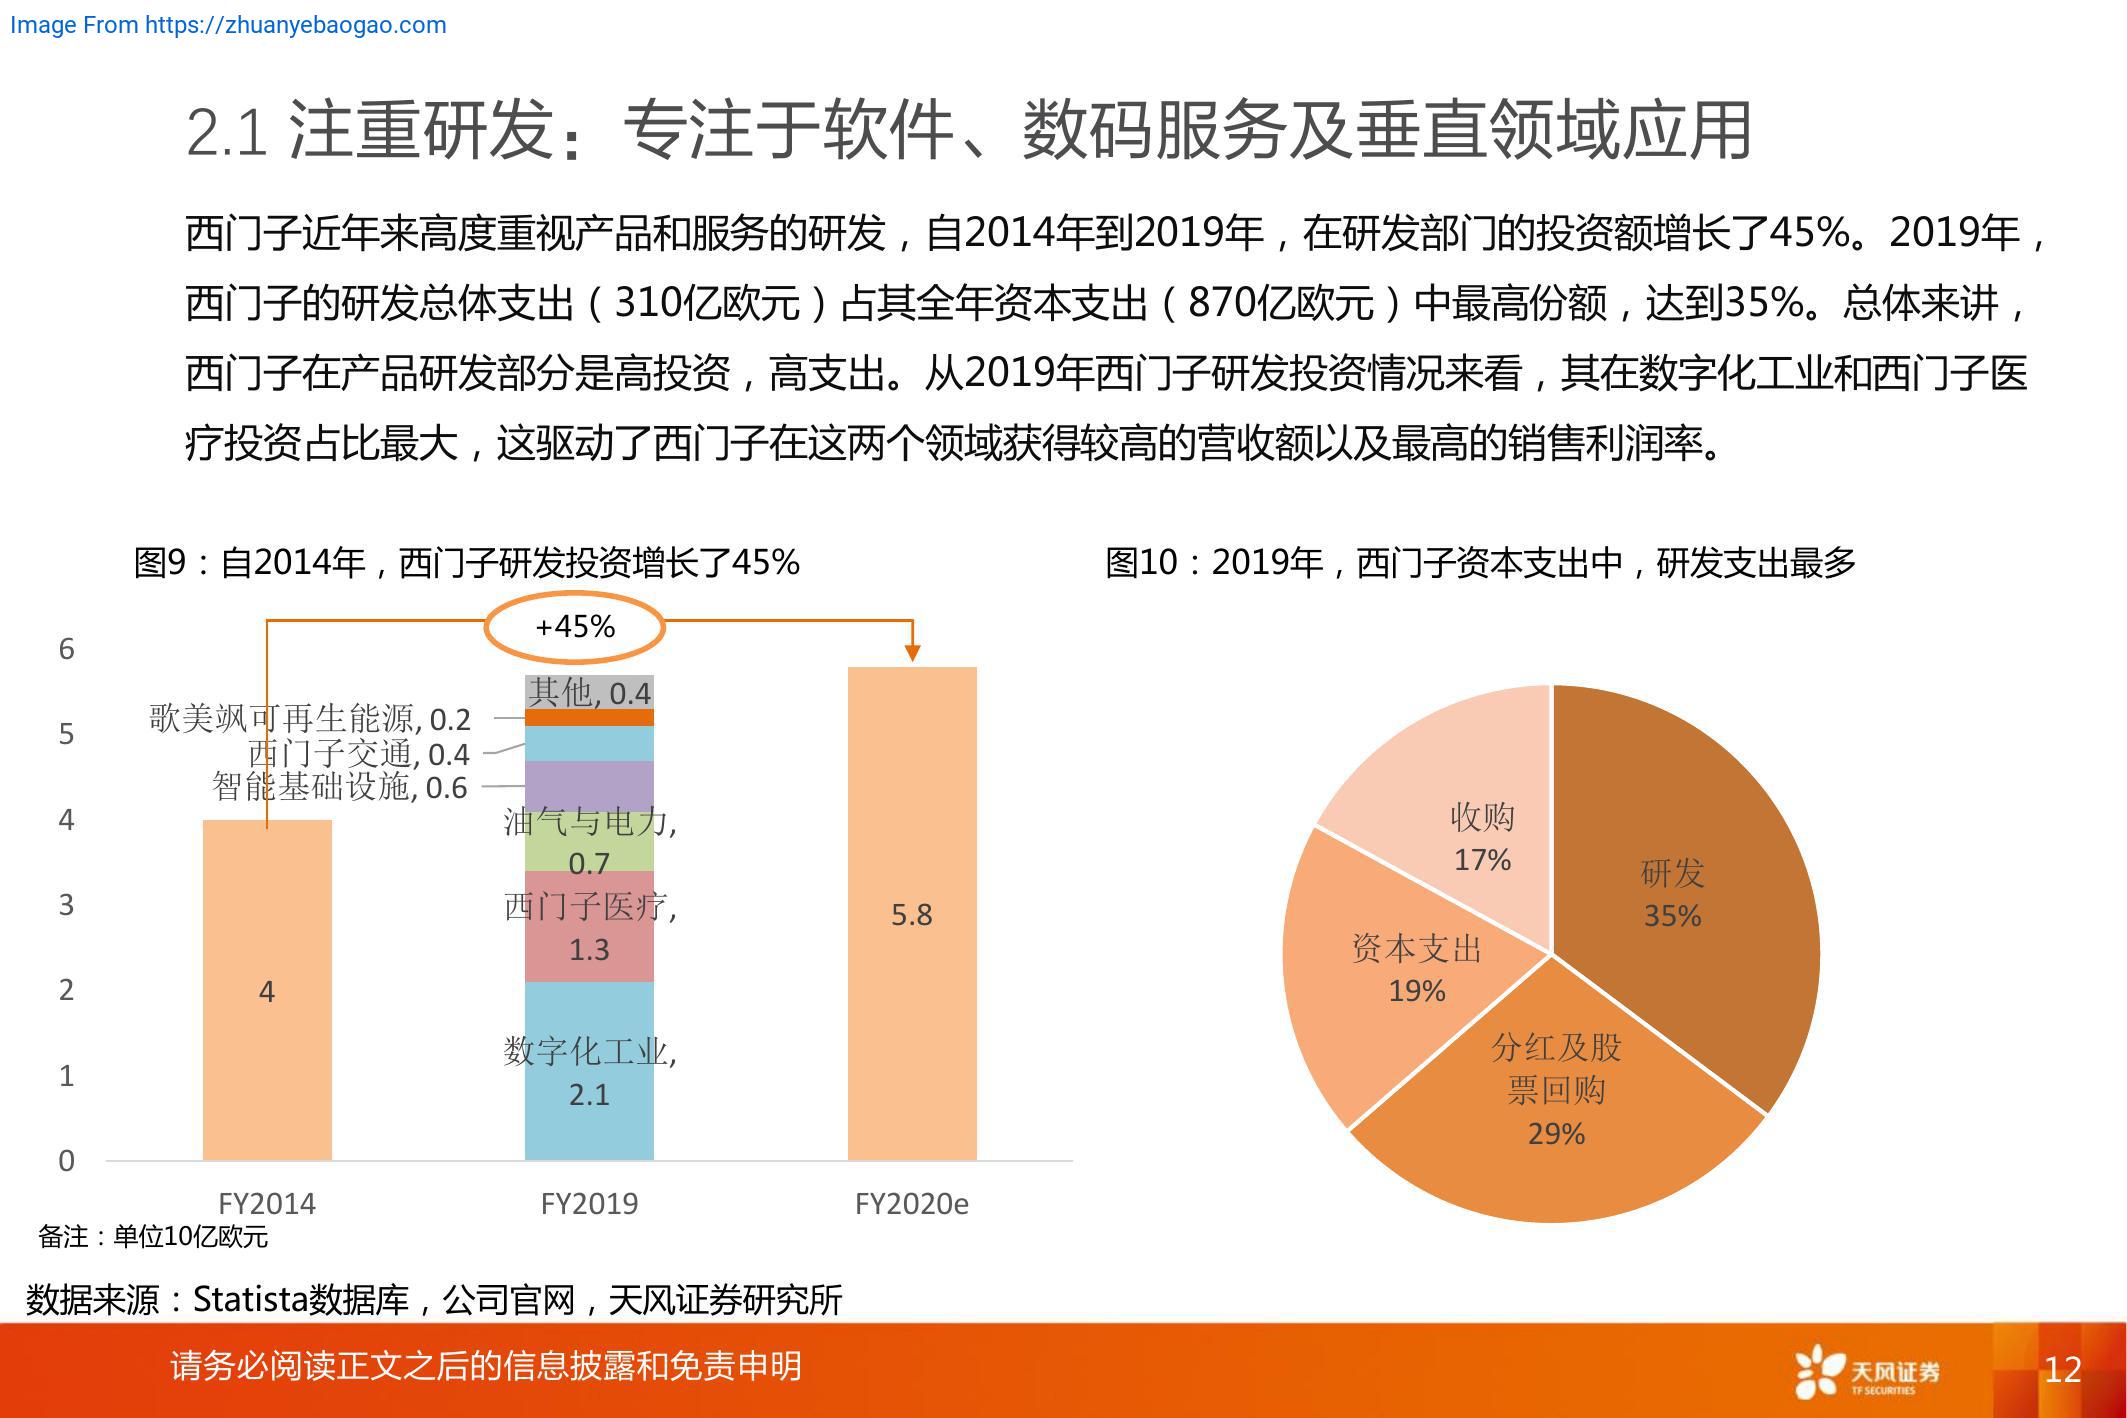 Image From https://zhuanyebaogao.com
2.1 注重研发：专注于软件、数码服务及垂直领域应用
西门子近年来高度重视产品和服务的研发，自2014年到2019年，在研发部门的投资额增长了45%。2019年，
西门子的研发总体支出（310亿欧元）占其全年资本支出（870亿欧元）中最高份额，达到35%。总体来讲，
西门子在产品研发部分是高投资，高支出。从2019年西门子研发投资情况来看，其在数字化工业和西门子医
疗投资占比最大，这驱动了西门子在这两个领域获得较高的营收额以及最高的销售利润率。
图9：自2014年，西门子研发投资增长了45%
+45%
6
5
4
3
2
1
0
4
其他, 0.4
歌美飒可再生能源, 0.2
西门子交通, 0.4
智能基础设施, 0.6
油气与电力,
0.7
西门子医疗,
1.3
数字化工业,
2.1
5.8
FY2014
FY2019
FY2020e
备注：单位10亿欧元
图10：2019年，西门子资本支出中，研发支出最多
收购
17%
研发
35%
资本支出
19%
分红及股
票回购
29%
数据来源：Statista数据库，公司官网，天风证券研究所
请务必阅读正文之后的信息披露和免责申明
天风证券
TF SECURITIES
12